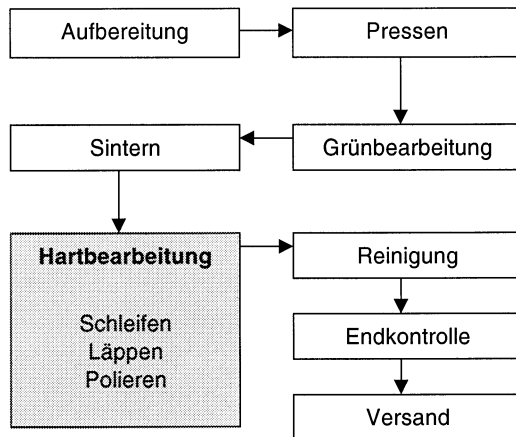 Aufbereitung
Pressen
Grünbearbeitung
Sintern
Hartbearbeitung
Schleifen
Läppen
Polieren
Reinigung
Endkontrolle
Versand